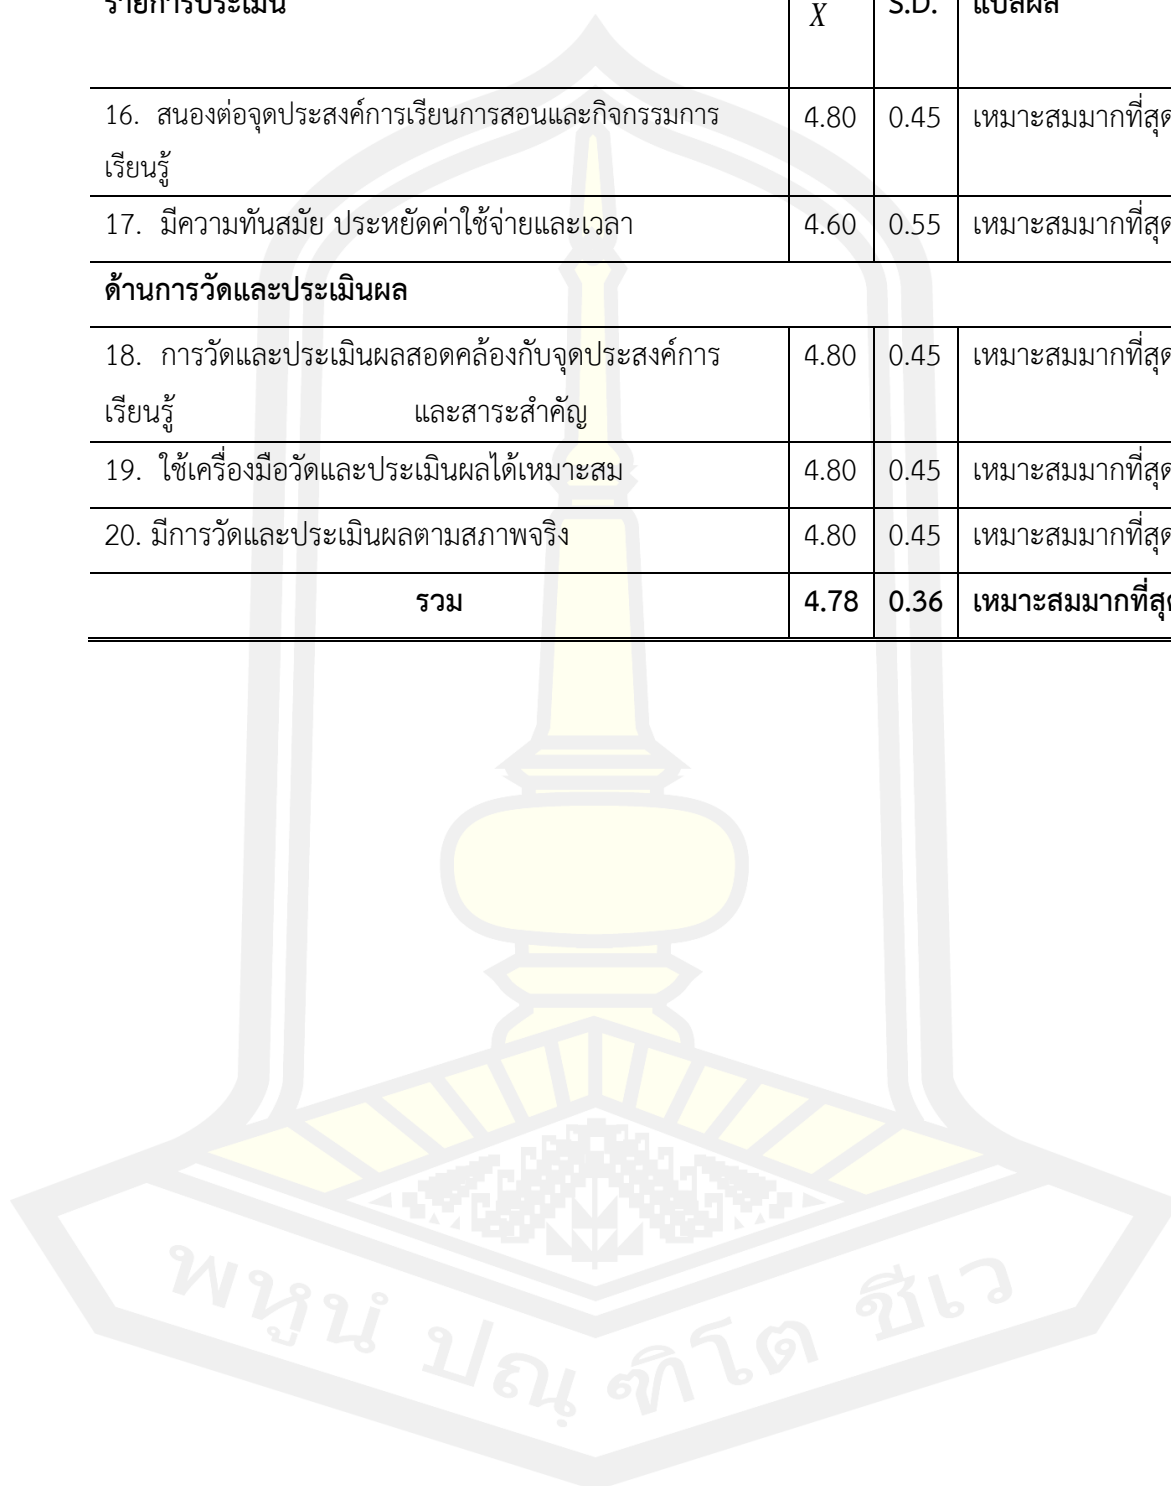 รายการประเมิน X S.D. แปลผล
16. สนองต่อจุดประสงค์การเรียนการสอนและกิจกรรมการ 4.80 0.45 เหมาะสมมากที่สุด
เรียนรู้
17. มีความทันสมัย ประหยัดค่าใช้จ่ายและเวลา 4.60 0.55 เหมาะสมมากที่สุด
ด้านการวัดและประเมินผล
18. การวัดและประเมินผลสอดคล้องกับจุดประสงค์การ 4.80 0.45 เหมาะสมมากที่สุด
เรียนรู้ และสาระสำคัญ
19. ใช้เครื่องมือวัดและประเมินผลได้เหมาะสม 4.80 0.45 เหมาะสมมากที่สุด
20. มีการวัดและประเมินผลตามสภาพจริง 4.80 0.45 เหมาะสมมากที่สุด
รวม 4.78 0.36 เหมาะสมมากที่สุด
พหูนํ ปณฺฑิโต ชีเว